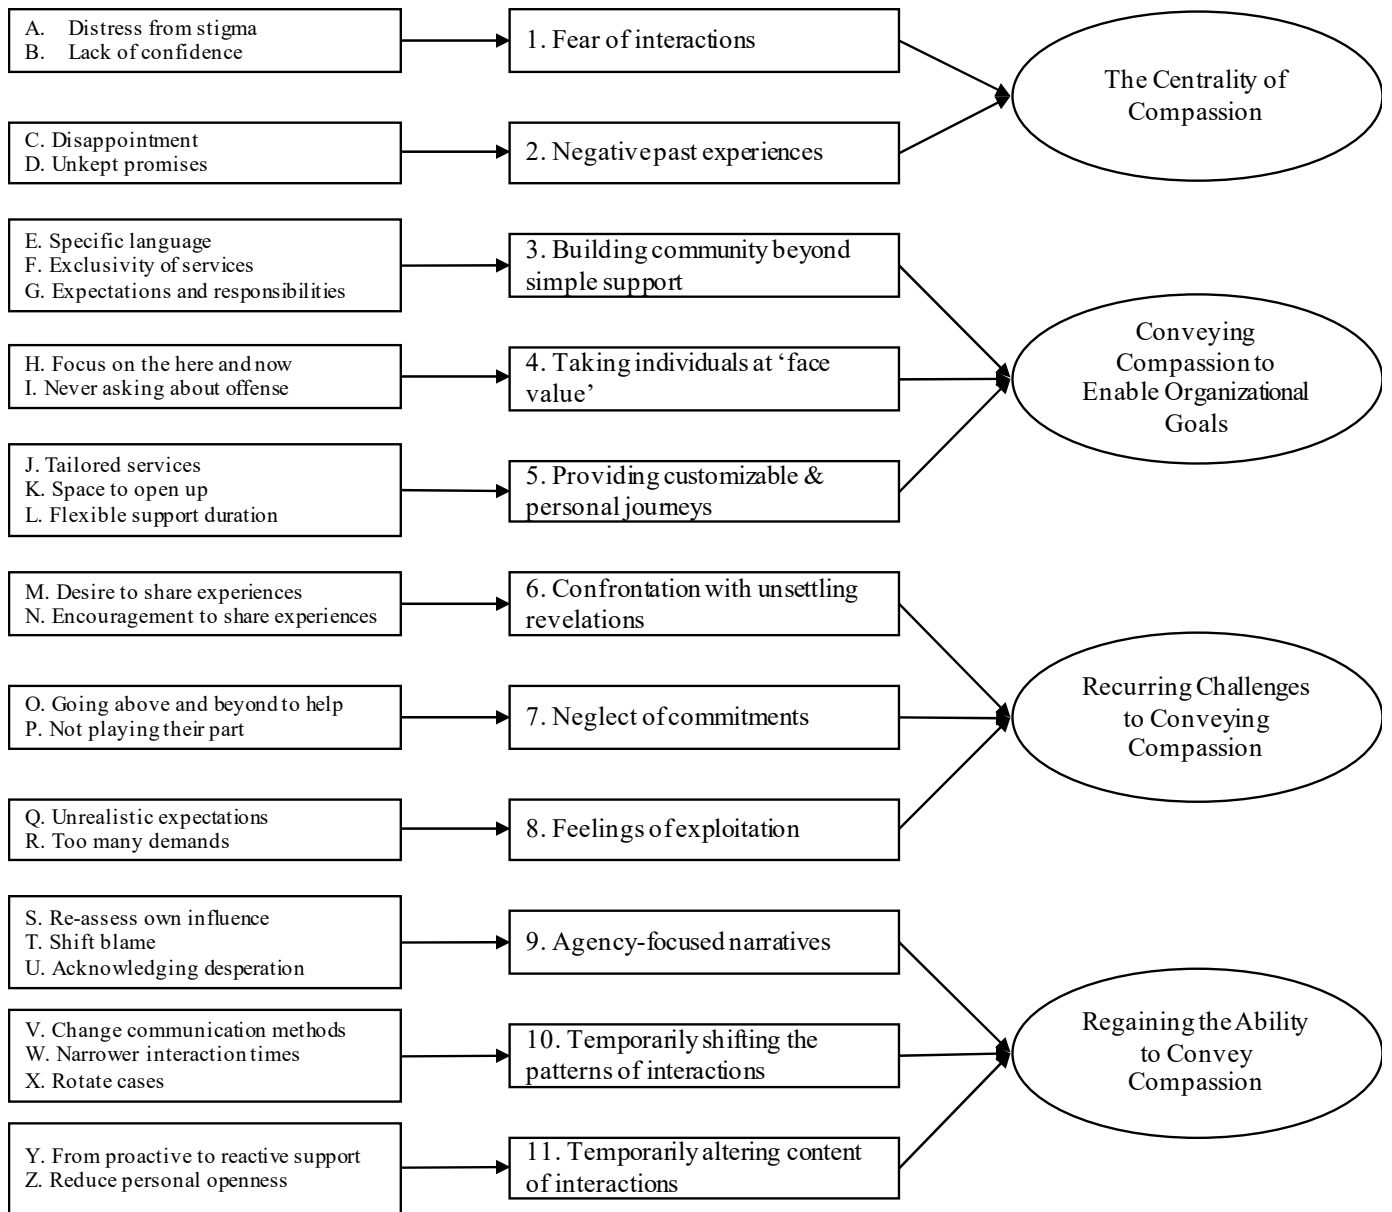 A. Distress from stigma
B. Lack of confidence
1. Fear of interactions
The Centrality of
Compassion
C. Disappointment
D. Unkept promises
2. Negative past experiences
E. Specific language
F. Exclusivity of services
G. Expectations and responsibilities
3. Building community beyond
simple support
Conveying
Compassion to
Enable Organizational
Goals
H. Focus on the here and now
I. Never asking about offense
4. Taking individuals at ‘face
value’
J. Tailored services
K. Space to open up
L. Flexible support duration
5. Providing customizable &
personal journeys
M. Desire to share experiences
N. Encouragement to share experiences
6. Confrontation with unsettling
revelations
Recurring Challenges
to Conveying
Compassion
O. Going above and beyond to help
P. Not playing their part
7. Neglect of commitments
Q. Unrealistic expectations
R. Too many demands
8. Feelings of exploitation
S. Re-assess own influence
T. Shift blame
U. Acknowledging desperation
9. Agency-focused narratives
Regaining the Ability
to Convey
Compassion
V. Change communication methods
W. Narrower interaction times
X. Rotate cases
10. Temporarily shifting the
patterns of interactions
Y. From proactive to reactive support
Z. Reduce personal openness
11. Temporarily altering content
of interactions